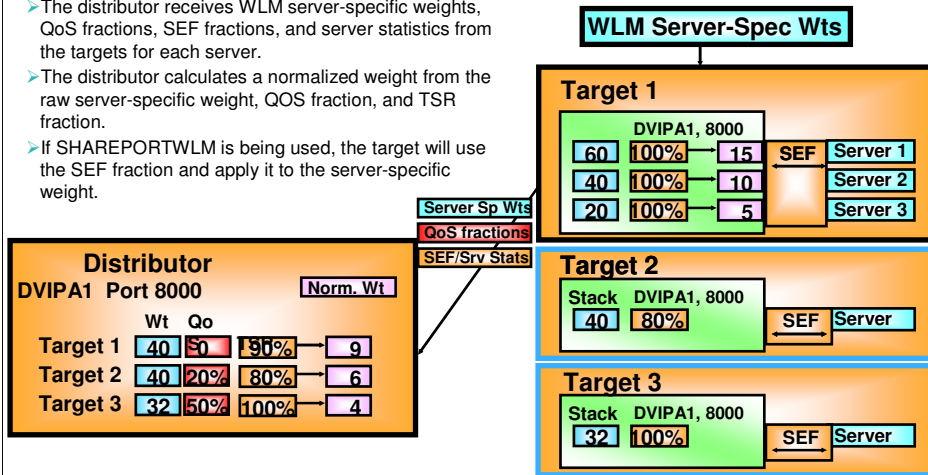 ➢The distributor receives WLM server-specific weights,
QoS fractions, SEF fractions, and server statistics from
the targets for each server.
➢The distributor calculates a normalized weight from the
raw server-specific weight, QOS fraction, and TSR
fraction.
➢If SHAREPORTWLM is being used, the target will use
the SEF fraction and apply it to the server-specific
weight.
WLM Server-Spec Wts
Target 1
DVIPA1, 8000
60 100% 15 SEF Server 1
40 100% 10 Server 2
20 100% 5 Server 3
Server Sp Wts
QoS fractions
SEF/Srv Stats
Distributor
DVIPA1 Port 8000 Norm. Wt
Wt QoS
Target 1 40 0 90% 9
Target 2 40 20% 80% 6
Target 3 32 50% 100% 4
Target 2
Stack DVIPA1, 8000
40 80% SEF Server
Target 3
Stack DVIPA1, 8000
32 100% SEF Server